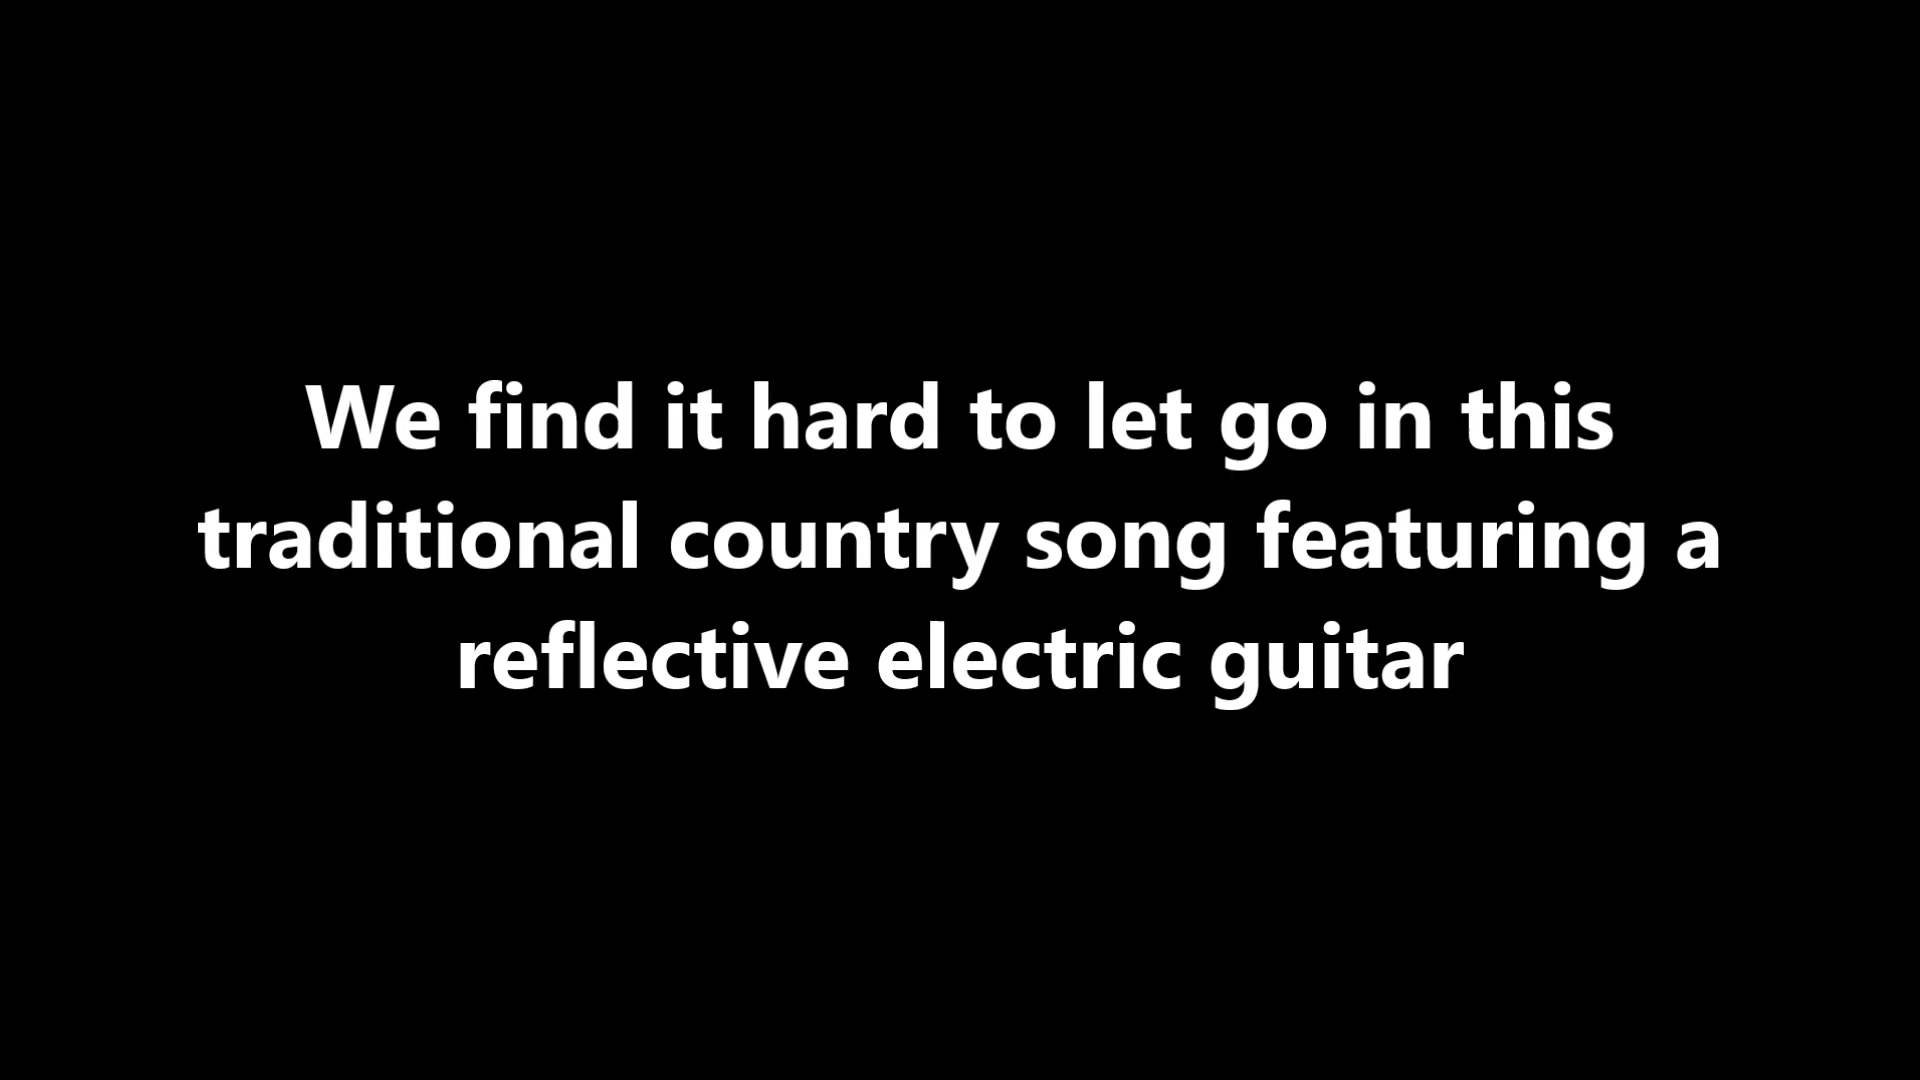 We find it hard to let go in this
traditional country song featuring a
reflective electric guitar